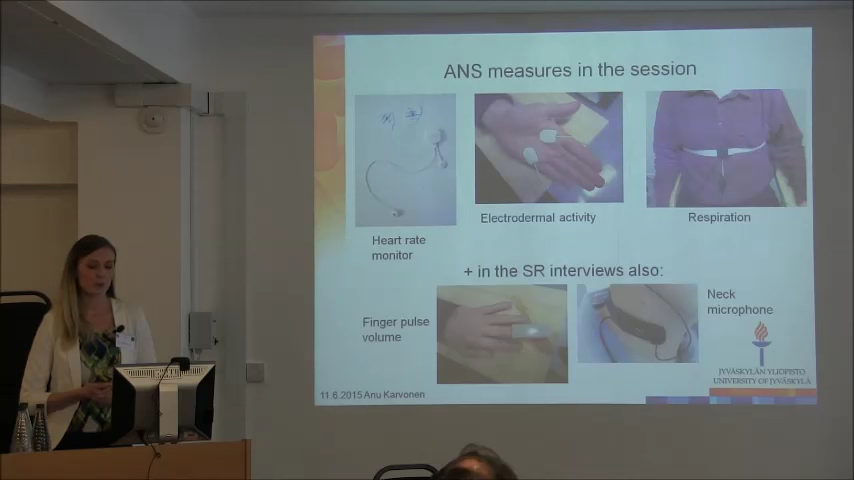 ANS measures in the session
Heart rate
monitor
Electrodermal activity
Respiration
+ in the SR interviews also:
Finger pulse
volume
Neck
microphone
JYVÄSKYLÄN YLIOPISTO
UNIVERSITY OF JYVÄSKYLÄ
11.6.2015 Anu Karvonen